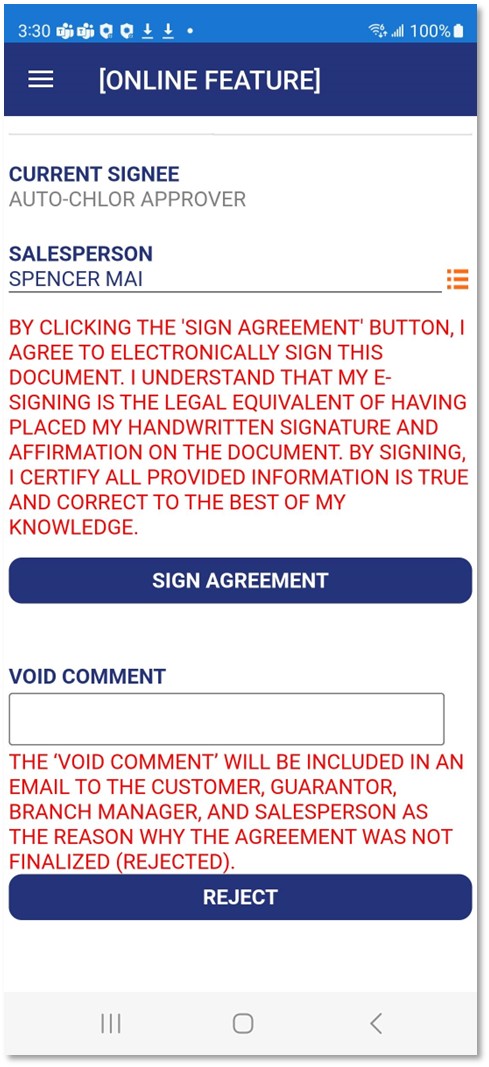 3:30 100%
[ONLINE FEATURE]
CURRENT SIGNEE
AUTO-CHLOR APPROVER
SALESPERSON
SPENCER MAI
BY CLICKING THE 'SIGN AGREEMENT' BUTTON, I
AGREE TO ELECTRONICALLY SIGN THIS
DOCUMENT. I UNDERSTAND THAT MY E-
SIGNING IS THE LEGAL EQUIVALENT OF HAVING
PLACED MY HANDWRITTEN SIGNATURE AND
AFFIRMATION ON THE DOCUMENT. BY SIGNING,
I CERTIFY ALL PROVIDED INFORMATION IS TRUE
AND CORRECT TO THE BEST OF MY
KNOWLEDGE.
SIGN AGREEMENT
VOID COMMENT
THE ‘VOID COMMENT’ WILL BE INCLUDED IN AN
EMAIL TO THE CUSTOMER, GUARANTOR,
BRANCH MANAGER, AND SALESPERSON AS
THE REASON WHY THE AGREEMENT WAS NOT
FINALIZED (REJECTED).
REJECT